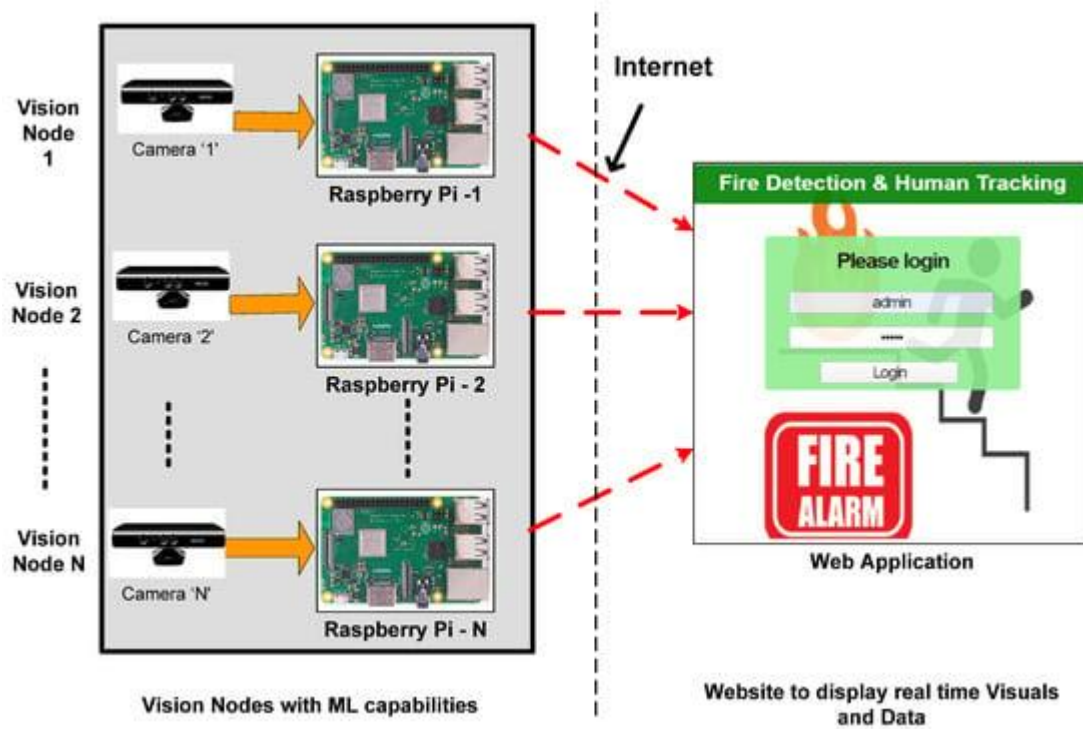 Vision
Node
1
Camera '1'
Raspberry Pi -1
Internet
Vision
Node 2
Camera '2'
Raspberry Pi - 2
Vision
Node N
Camera 'N'
Raspberry Pi - N
Vision Nodes with ML capabilities
Fire Detection & Human Tracking
Please login
admin
•••••
Login
FIRE
ALARM
Web Application
Website to display real time Visuals
and Data